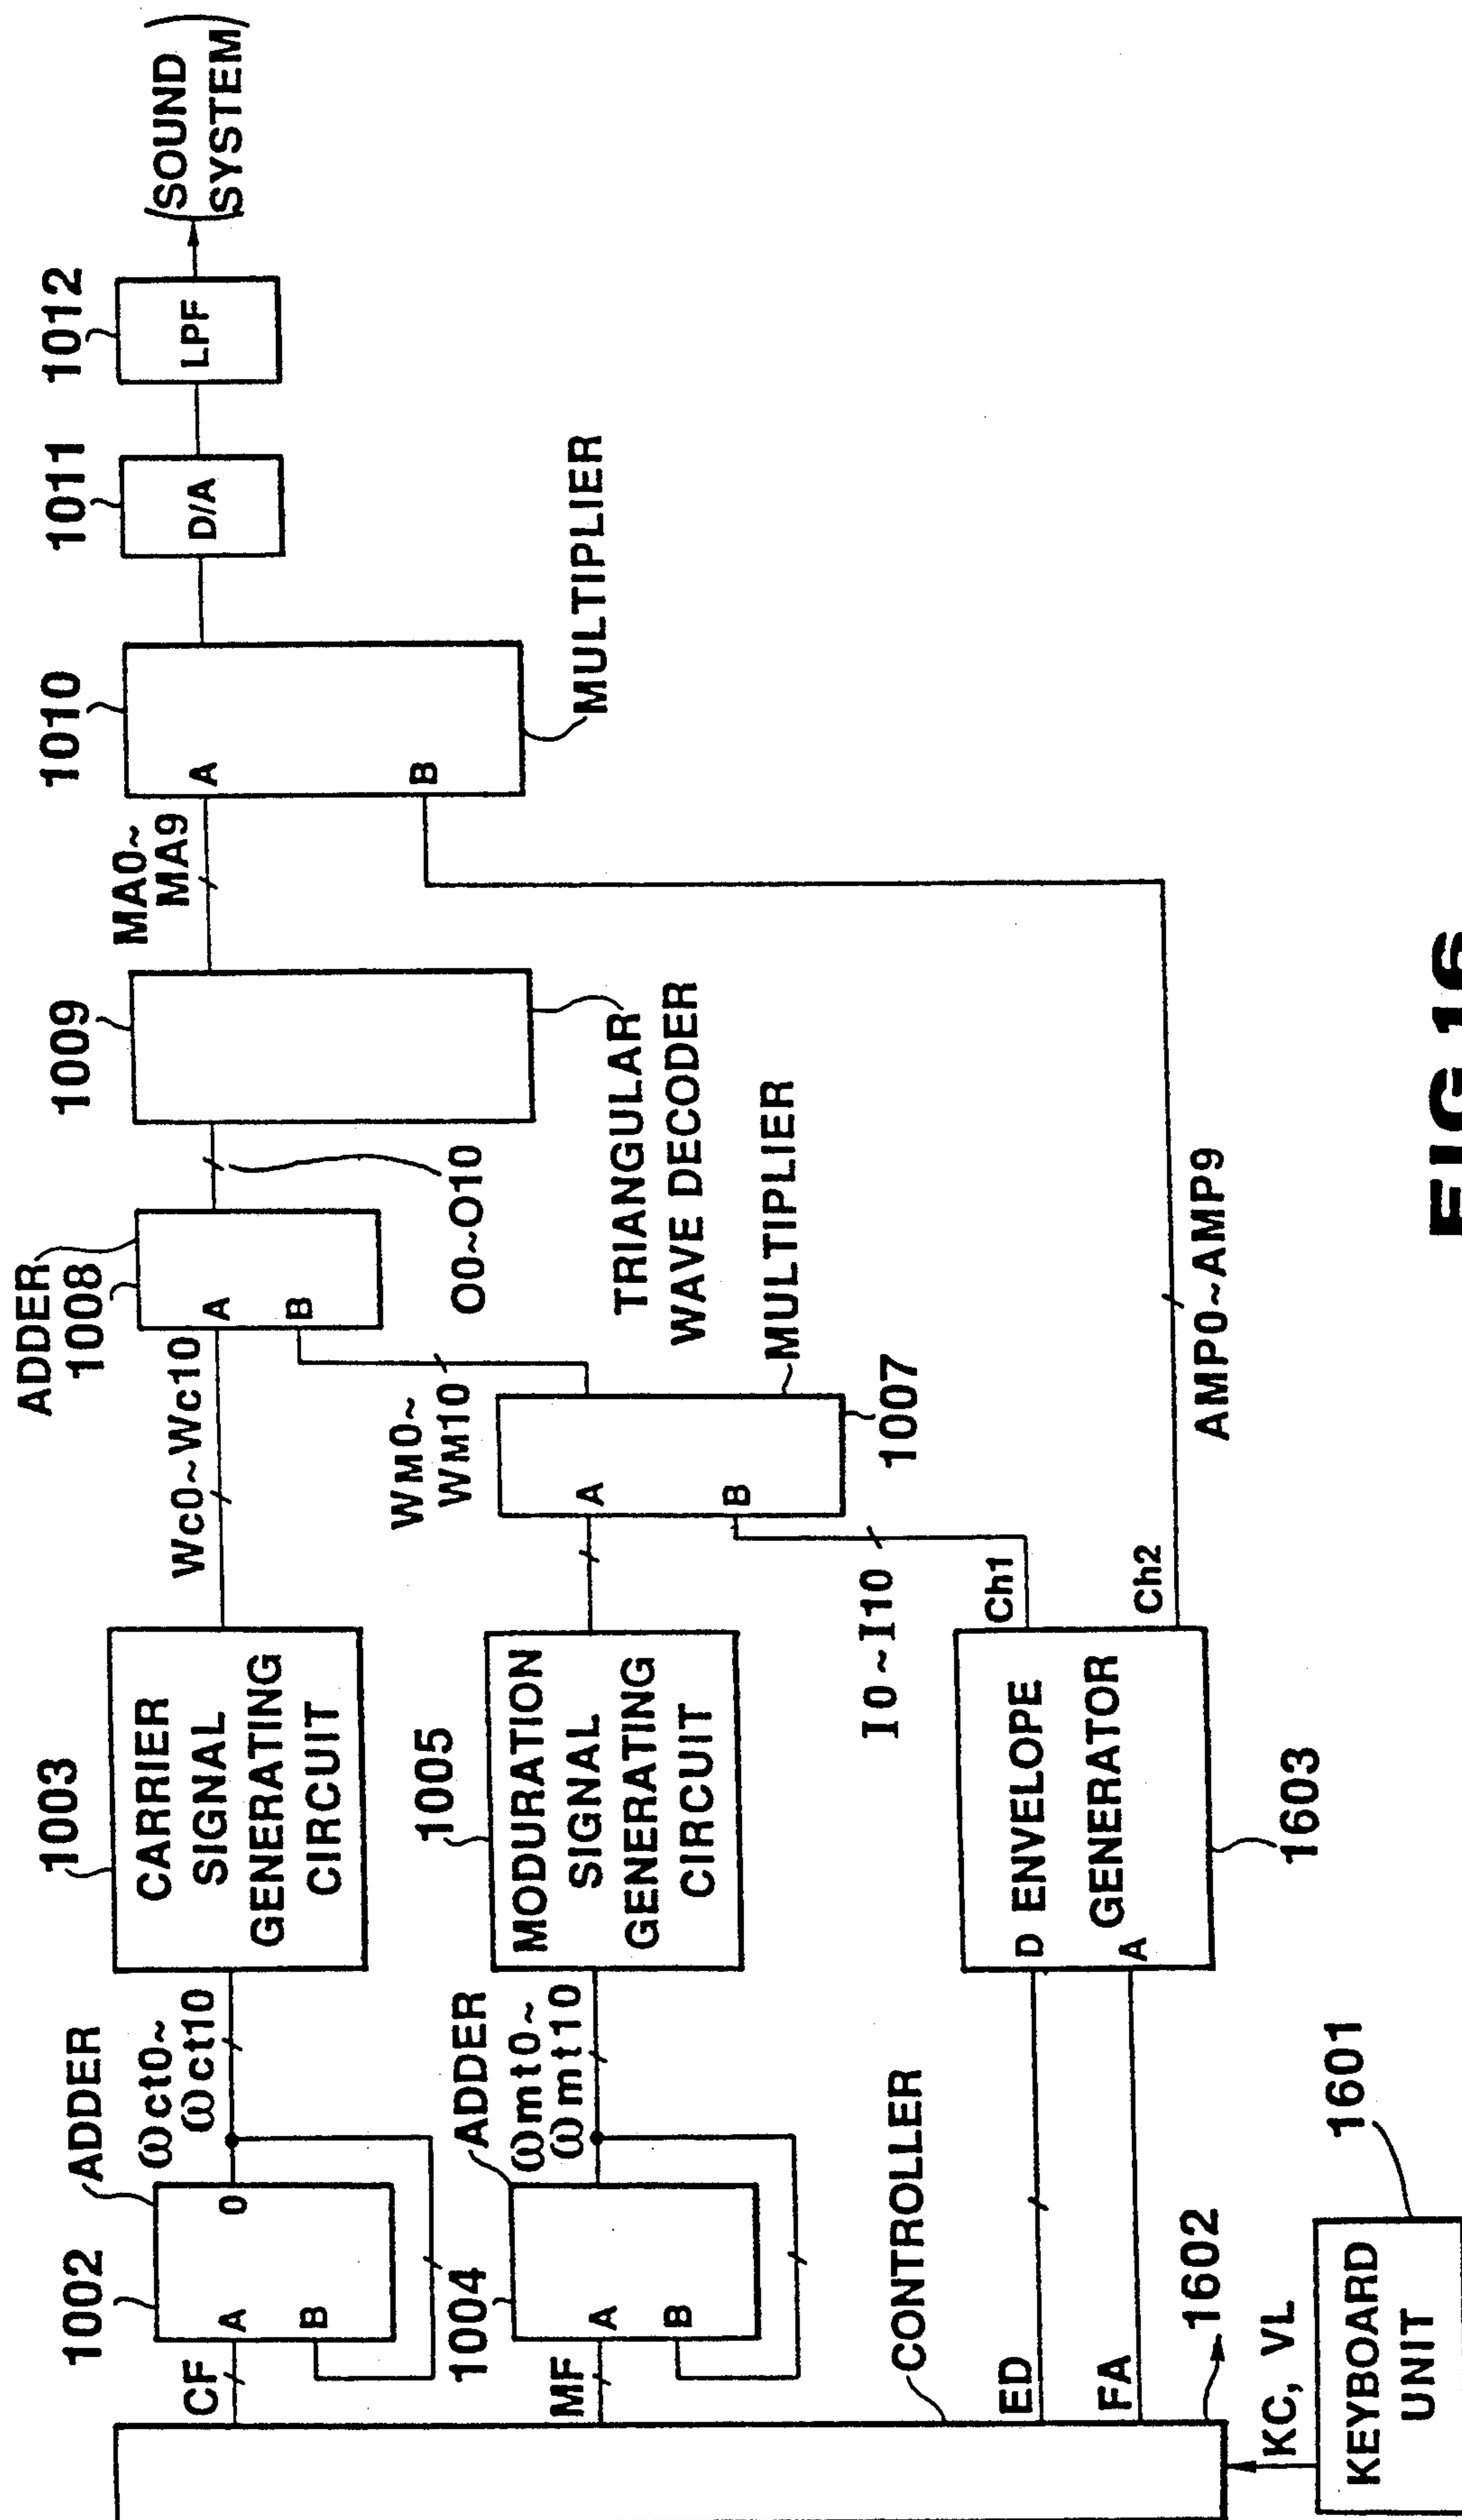 1002
ADDER
A
B
O
CF
ωct0~
ωct10
1003
CARRIER
SIGNAL
GENERATING
CIRCUIT
Wc0~Wc10
ADDER
1008
A
B
O0~O10
1009
TRIANGULAR
WAVE DECODER
MA0~
MA9
1010
A
B
MULTIPLIER
1011
D/A
1012
LPF
(SOUND
SYSTEM)
1004
ADDER
A
B
MF
ωmt0~
ωmt10
1005
MODURATION
SIGNAL
GENERATING
CIRCUIT
WM0~
WM10
A
B
MULTIPLIER
1007
I0~I10
CONTROLLER
ED
FA
D ENVELOPE
A GENERATOR
Ch1
Ch2
1603
AMP0~AMP9
1602
KC, VL
1601
KEYBOARD
UNIT
FIG.16